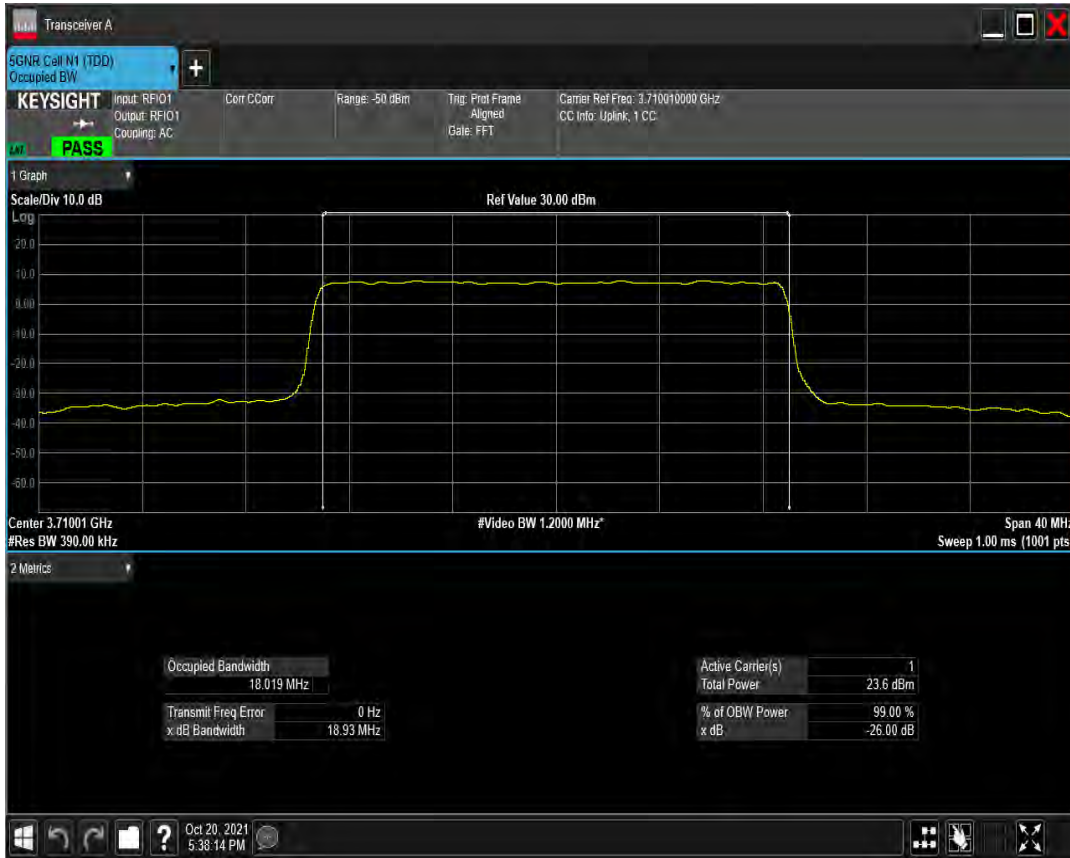 Transceiver A
5GNR Cell N1 (TDD)
Occupied BW
KEYSIGHT
Input: RFIO1
Output: RFIO1
Coupling: AC
Corr CCorr
Range: -50 dBm
Trig: Prot Frame
Aligned
Gate: FFT
Carrier Ref Freq: 3.710010000 GHz
CC Info: Uplink, 1 CC
PASS
1 Graph
Scale/Div 10.0 dB
Ref Value 30.00 dBm
Log
20.0
10.0
0.00
-10.0
-20.0
-30.0
-40.0
-50.0
-60.0
Center 3.71001 GHz
#Video BW 1.2000 MHz*
Span 40 MHz
#Res BW 390.00 kHz
Sweep 1.00 ms (1001 pts
2 Metrics
Occupied Bandwidth
18.019 MHz
Transmit Freq Error 0 Hz
x dB Bandwidth 18.93 MHz
Active Carrier(s) 1
Total Power 23.6 dBm
% of OBW Power 99.00 %
x dB -26.00 dB
?
Oct 20, 2021
5:38:14 PM